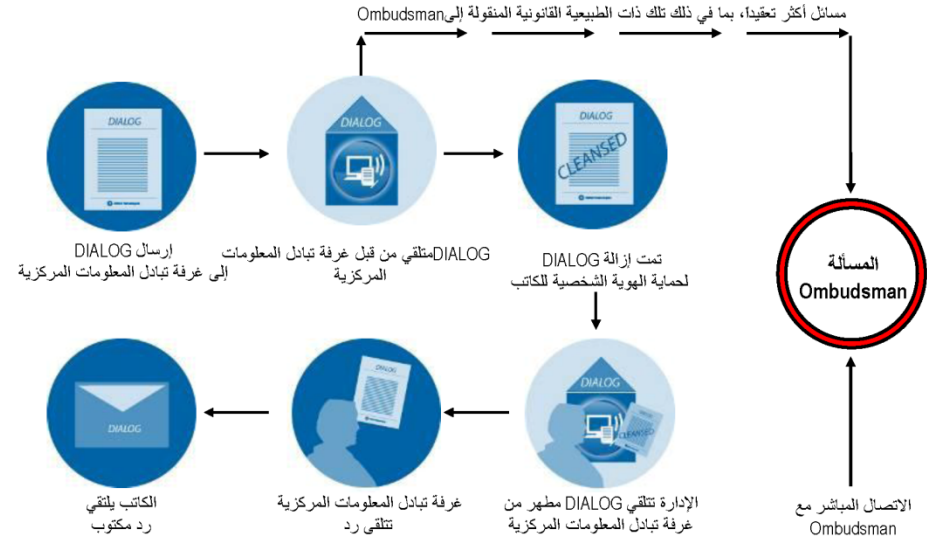 مسائل أكثر تعقيداً، بما في ذلك تلك ذات الطبيعية القانونية المنقولة إلىOmbudsman
DIALOG
DIALOG
DIALOG
CLEANSED
إرسال DIALOG
إلى غرفة تبادل المعلومات المركزية
DIALOGمتلقي من قبل غرفة تبادل المعلومات
المركزية
تمت إزالة DIALOG
لحماية الهوية الشخصية للكاتب
المسألة
Ombudsman
DIALOG
DIALOG
CLEANSED
الكاتب يلتقي
رد مكتوب
غرفة تبادل المعلومات المركزية
تتلقى رد
الإدارة تتلقي DIALOG مطهر من
غرفة تبادل المعلومات المركزية
الاتصال المباشر مع
Ombudsman